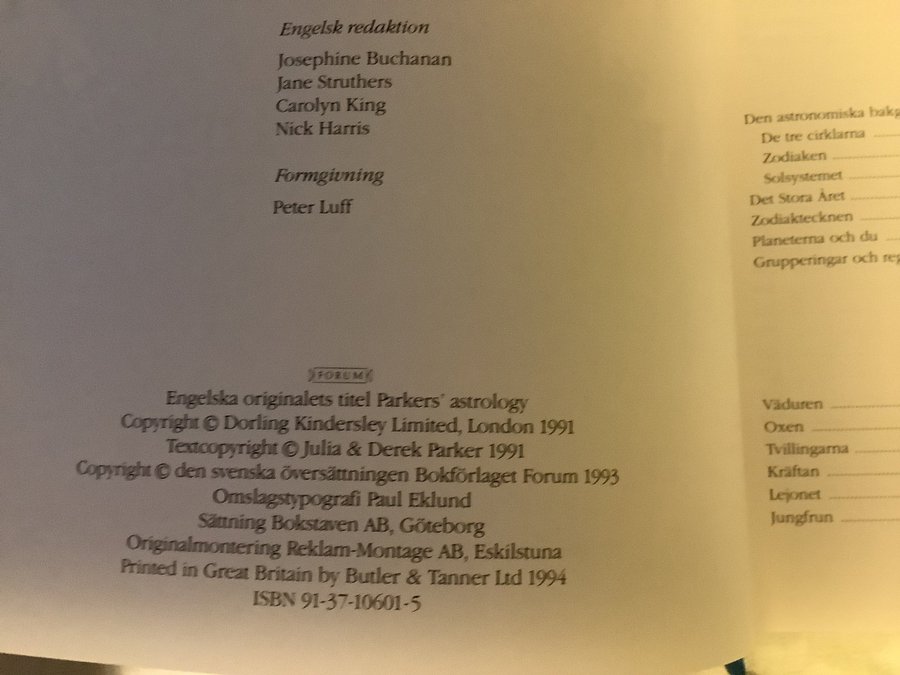 Engelsk redaktion
Josephine Buchanan
Jane Struthers
Carolyn King
Nick Harris
Formgivning
Peter Luff
FORUM
Engelska originalets titel Parkers' astrology
Copyright © Dorling Kindersley Limited, London 1991
Textcopyright © Julia & Derek Parker 1991
Copyright © den svenska översättningen Bokförlaget Forum 1993
Omslagstypografi Paul Eklund
Sättning Bokstaven AB, Göteborg
Originalmontering Reklam-Montage AB, Eskilstuna
Printed in Great Britain by Butler & Tanner Ltd 1994
ISBN 91-37-10601-5
Den astronomiska
De tre cirklarna
Zodiaken
Solsystemet
Det Stora Året
Zodiaktecknen
Planeterna och du
Grupperingar och
Väduren
Oxen
Tvillingarna
Kräftan
Lejonet
Jungfrun